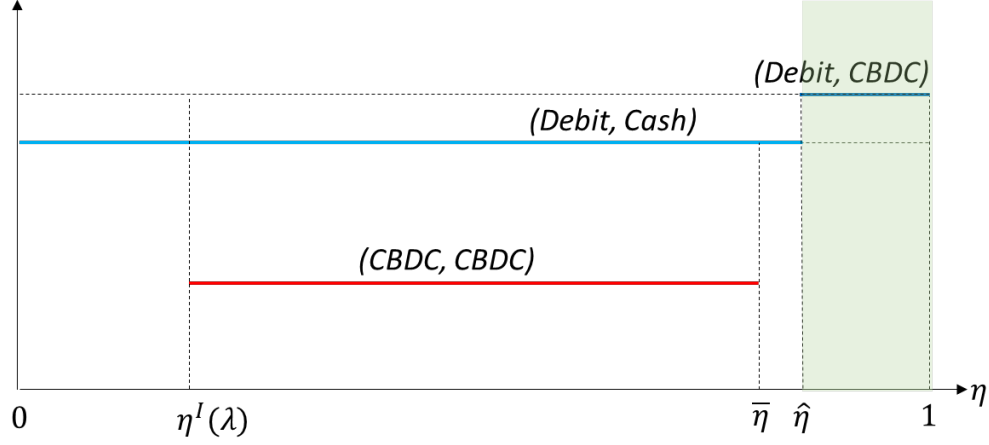 (Debit, CBDC)
(Debit, Cash)
(CBDC, CBDC)
0 η^I(λ) η̅ η̂ 1 η